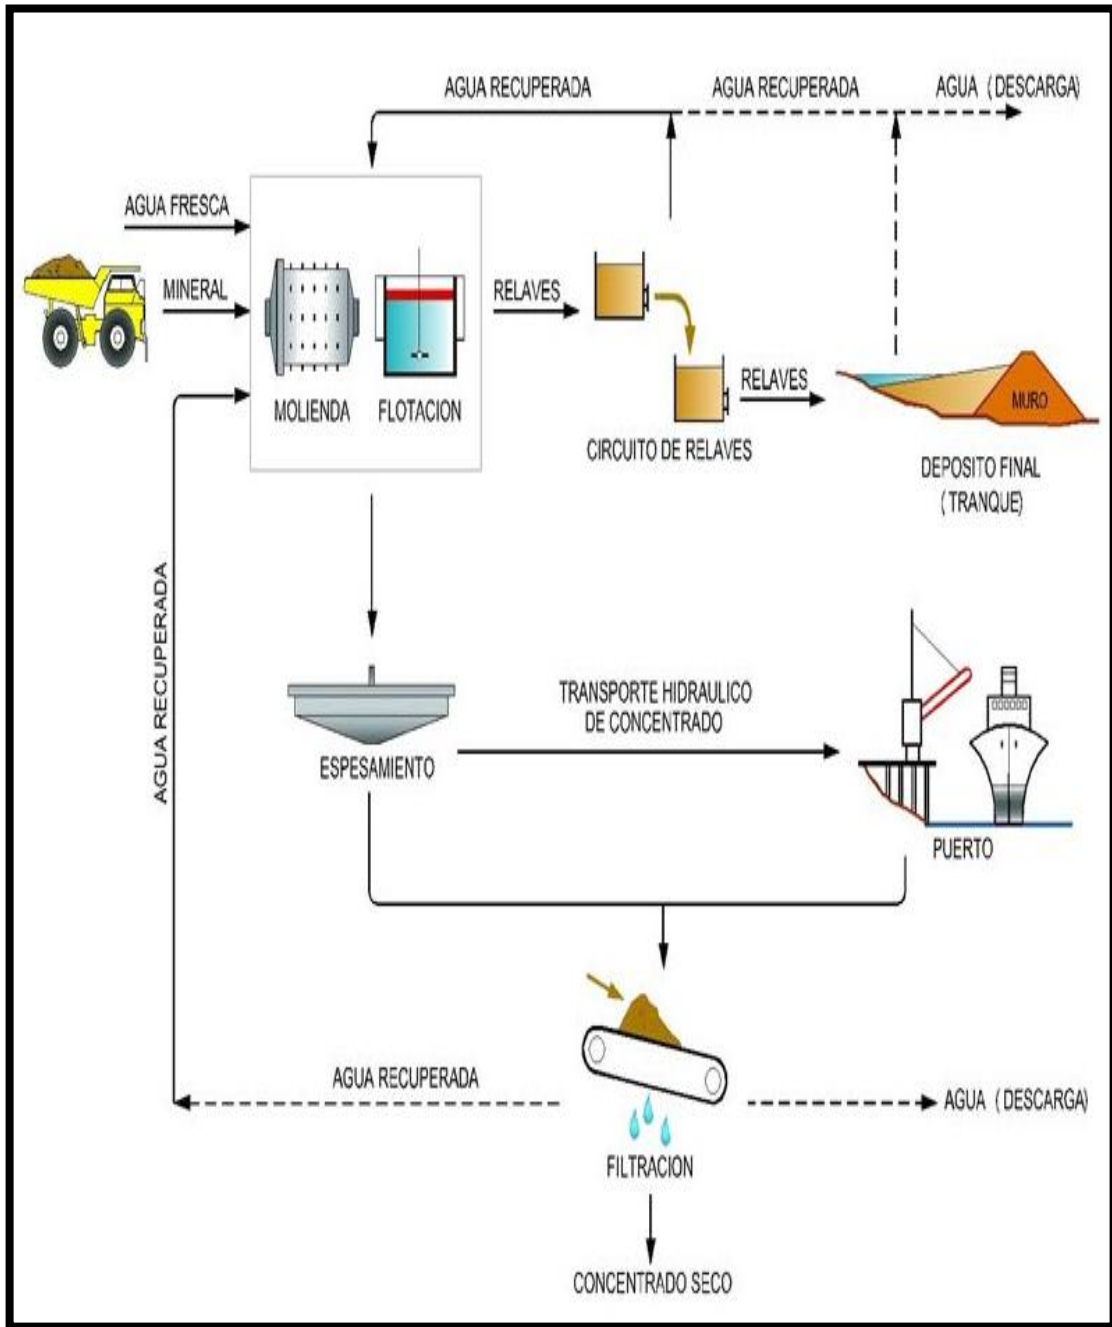 AGUA RECUPERADA
AGUA RECUPERADA
AGUA ( DESCARGA)
AGUA FRESCA
MINERAL
RELAVES
MOLIENDA
FLOTACION
RELAVES
MURO
CIRCUITO DE RELAVES
DEPOSITO FINAL
( TRANQUE)
AGUA RECUPERADA
TRANSPORTE HIDRAULICO
DE CONCENTRADO
ESPESAMIENTO
PUERTO
AGUA RECUPERADA
AGUA ( DESCARGA)
FILTRACION
CONCENTRADO SECO